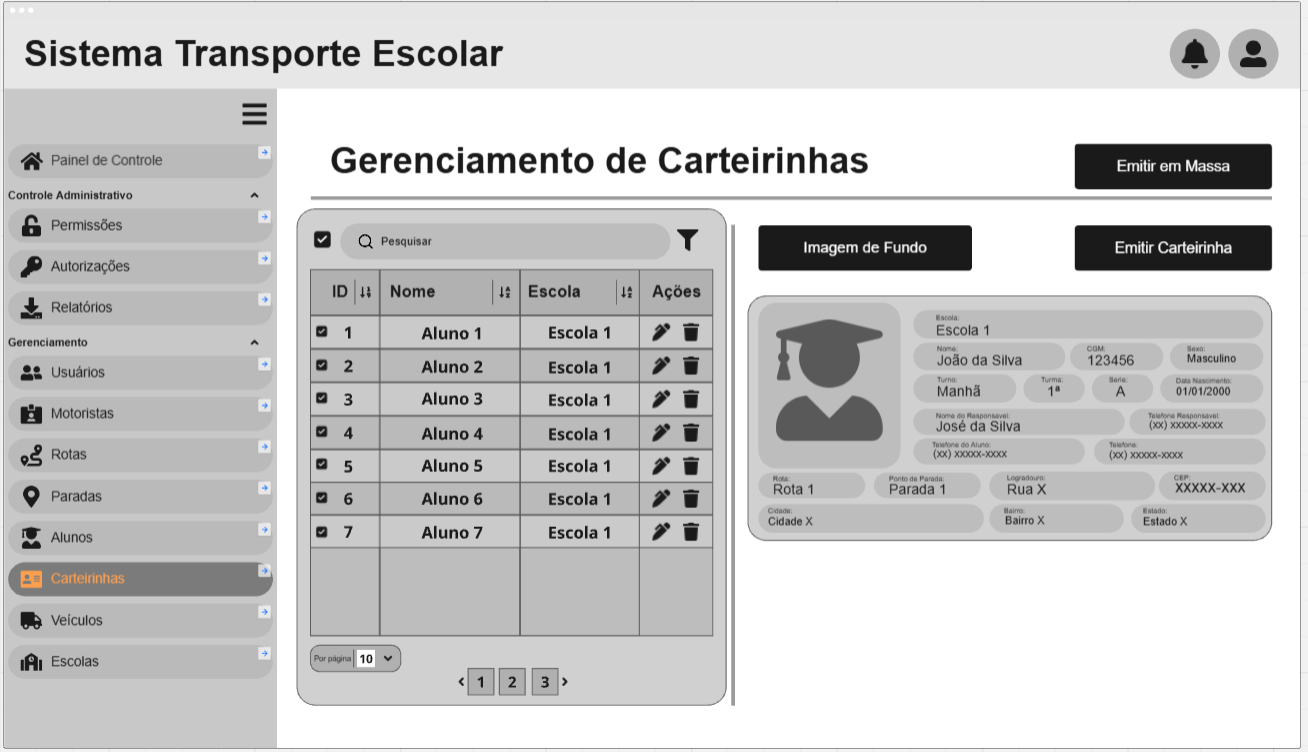 Sistema Transporte Escolar
Painel de Controle
Controle Administrativo
Permissões
Autorizações
Relatórios
Gerenciamento
Usuários
Motoristas
Rotas
Paradas
Alunos
Carteirinhas
Veículos
Escolas
Gerenciamento de Carteirinhas
Emitir em Massa
Pesquisar
ID Nome Escola Ações
1 Aluno 1 Escola 1
2 Aluno 2 Escola 1
3 Aluno 3 Escola 1
4 Aluno 4 Escola 1
5 Aluno 5 Escola 1
6 Aluno 6 Escola 1
7 Aluno 7 Escola 1
Por página 10
1 2 3
Imagem de Fundo
Emitir Carteirinha
Escola:
Escola 1
Nome: CGM: Sexo:
João da Silva 123456 Masculino
Turno: Turma: Serie: Data Nascimento:
Manhã 1ª A 01/01/2000
Nome do Responsavel: Telefone Responsavel:
José da Silva (xx) xxxxx-xxxx
Telefone do Aluno: Telefone:
(xx) xxxxx-xxxx (xx) xxxxx-xxxx
Rota: Ponto de Parada: Logradouro: CEP:
Rota 1 Parada 1 Rua X XXXXX-XXX
Cidade: Bairro: Estado:
Cidade X Bairro X Estado X